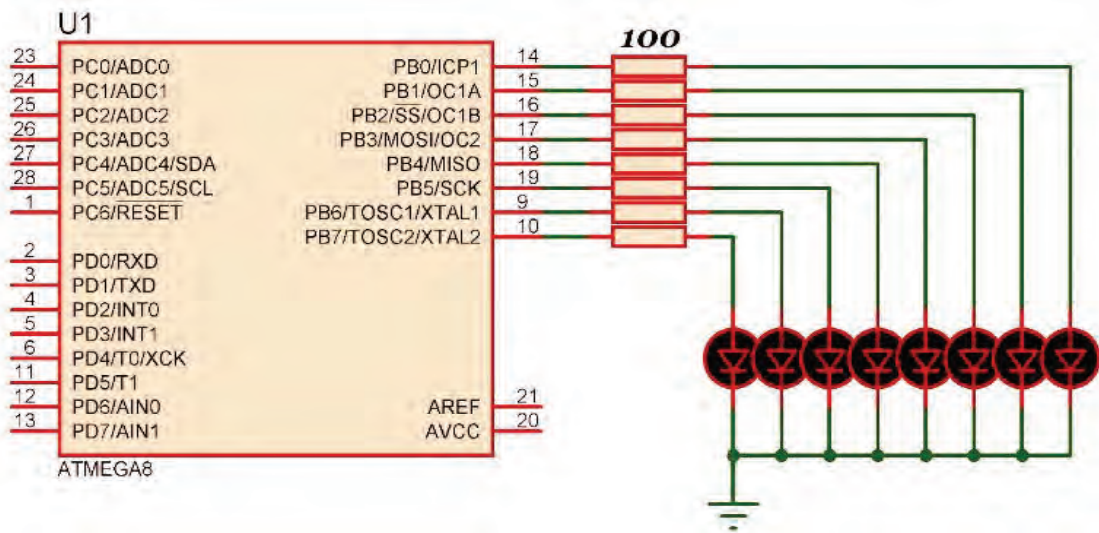 U1
100
23 PC0/ADC0
24 PC1/ADC1
25 PC2/ADC2
26 PC3/ADC3
27 PC4/ADC4/SDA
28 PC5/ADC5/SCL
1 PC6/RESET
2 PD0/RXD
3 PD1/TXD
4 PD2/INT0
5 PD3/INT1
6 PD4/T0/XCK
11 PD5/T1
12 PD6/AIN0
13 PD7/AIN1
PB0/ICP1 14
PB1/OC1A 15
PB2/SS/OC1B 16
PB3/MOSI/OC2 17
PB4/MISO 18
PB5/SCK 19
PB6/TOSC1/XTAL1 9
PB7/TOSC2/XTAL2 10
AREF 21
AVCC 20
ATMEGA8